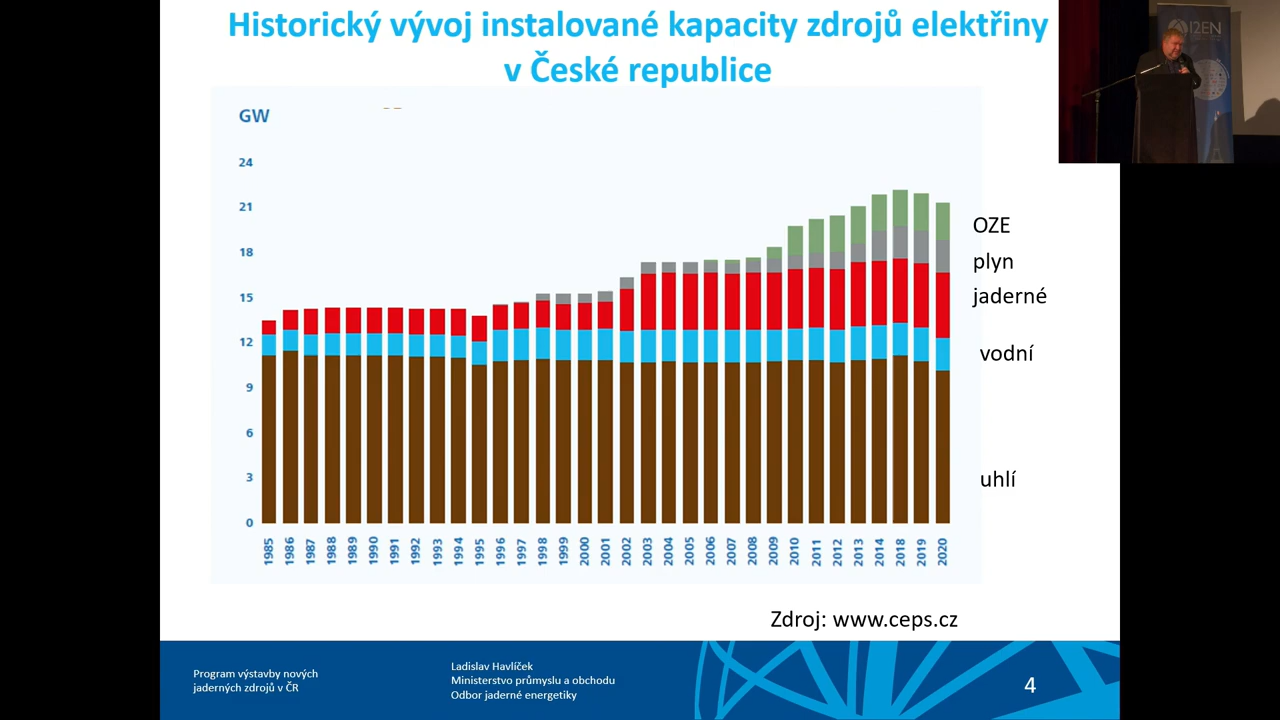 Historický vývoj instalované kapacity zdrojů elektřiny
v České republice
I2EN
GW
24
21
18
15
12
9
6
3
0
OZE
plyn
jaderné
vodní
uhlí
1985 1986 1987 1988 1989 1990 1991 1992 1993 1994 1995 1996 1997 1998 1999 2000 2001 2002 2003 2004 2005 2006 2007 2008 2009 2010 2011 2012 2013 2014 2018 2019 2020
Zdroj: www.ceps.cz
Program výstavby nových
jaderných zdrojů v ČR
Ladislav Havlíček
Ministerstvo průmyslu a obchodu
Odbor jaderné energetiky
4